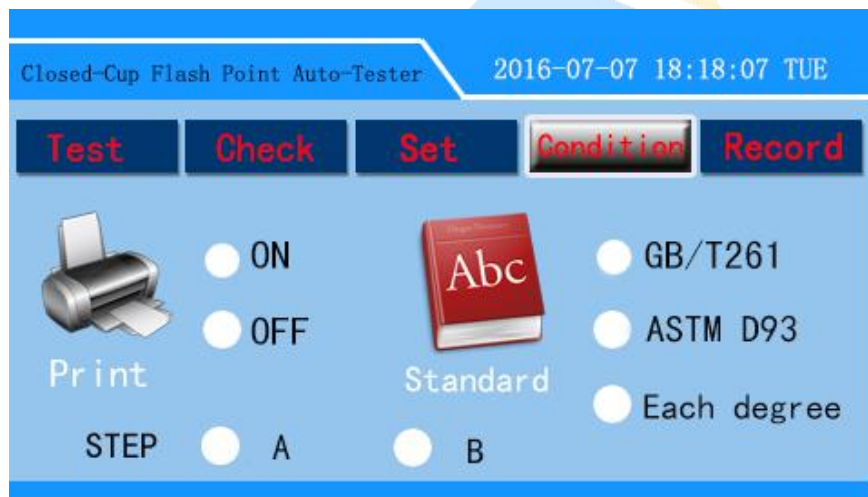 Closed-Cup Flash Point Auto-Tester
2016-07-07 18:18:07 TUE
Test Check Set Condition Record
Abc
ON
OFF
Print
Standard
GB/T261
ASTM D93
Each degree
STEP A B